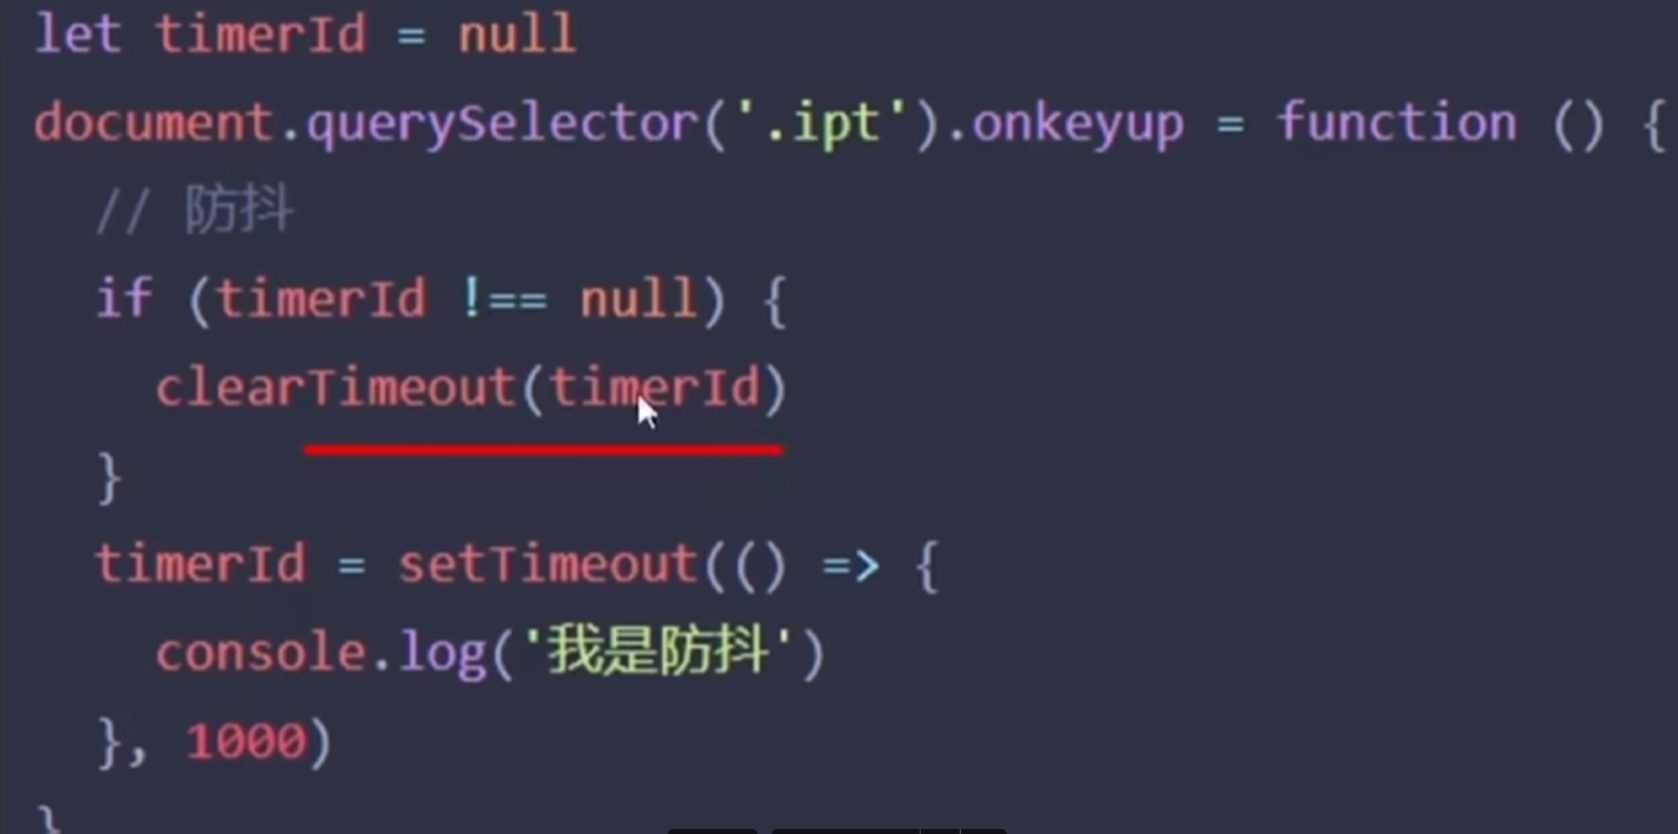 let timerId = null
document.querySelector('.ipt').onkeyup = function () {
// 防抖
if (timerId !== null) {
clearTimeout(timerId)
}
timerId = setTimeout(() => {
console.log('我是防抖')
}, 1000)
}